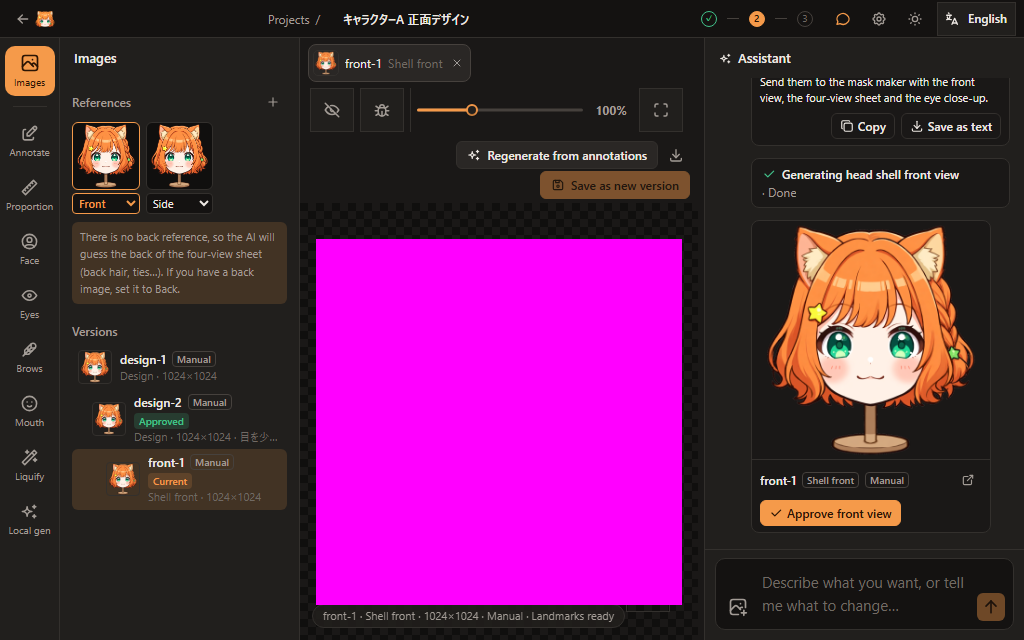 Projects /
キャラクターA 正面デザイン
2
3
English
Images
Annotate
Proportion
Face
Eyes
Brows
Mouth
Liquify
Local gen
Images
References
Front
Side
There is no back reference, so the AI will
guess the back of the four-view sheet
(back hair, ties...). If you have a back
image, set it to Back.
Versions
design-1 Manual
Design · 1024×1024
design-2 Manual
Approved
Design · 1024×1024 · 目を少...
front-1 Manual
Current
Shell front · 1024×1024
front-1 Shell front
100%
Regenerate from annotations
Save as new version
front-1 · Shell front · 1024×1024 · Manual · Landmarks ready
Assistant
Send them to the mask maker with the front
view, the four-view sheet and the eye close-up.
Copy
Save as text
Generating head shell front view
· Done
front-1 Shell front Manual
Approve front view
Describe what you want, or tell
me what to change...